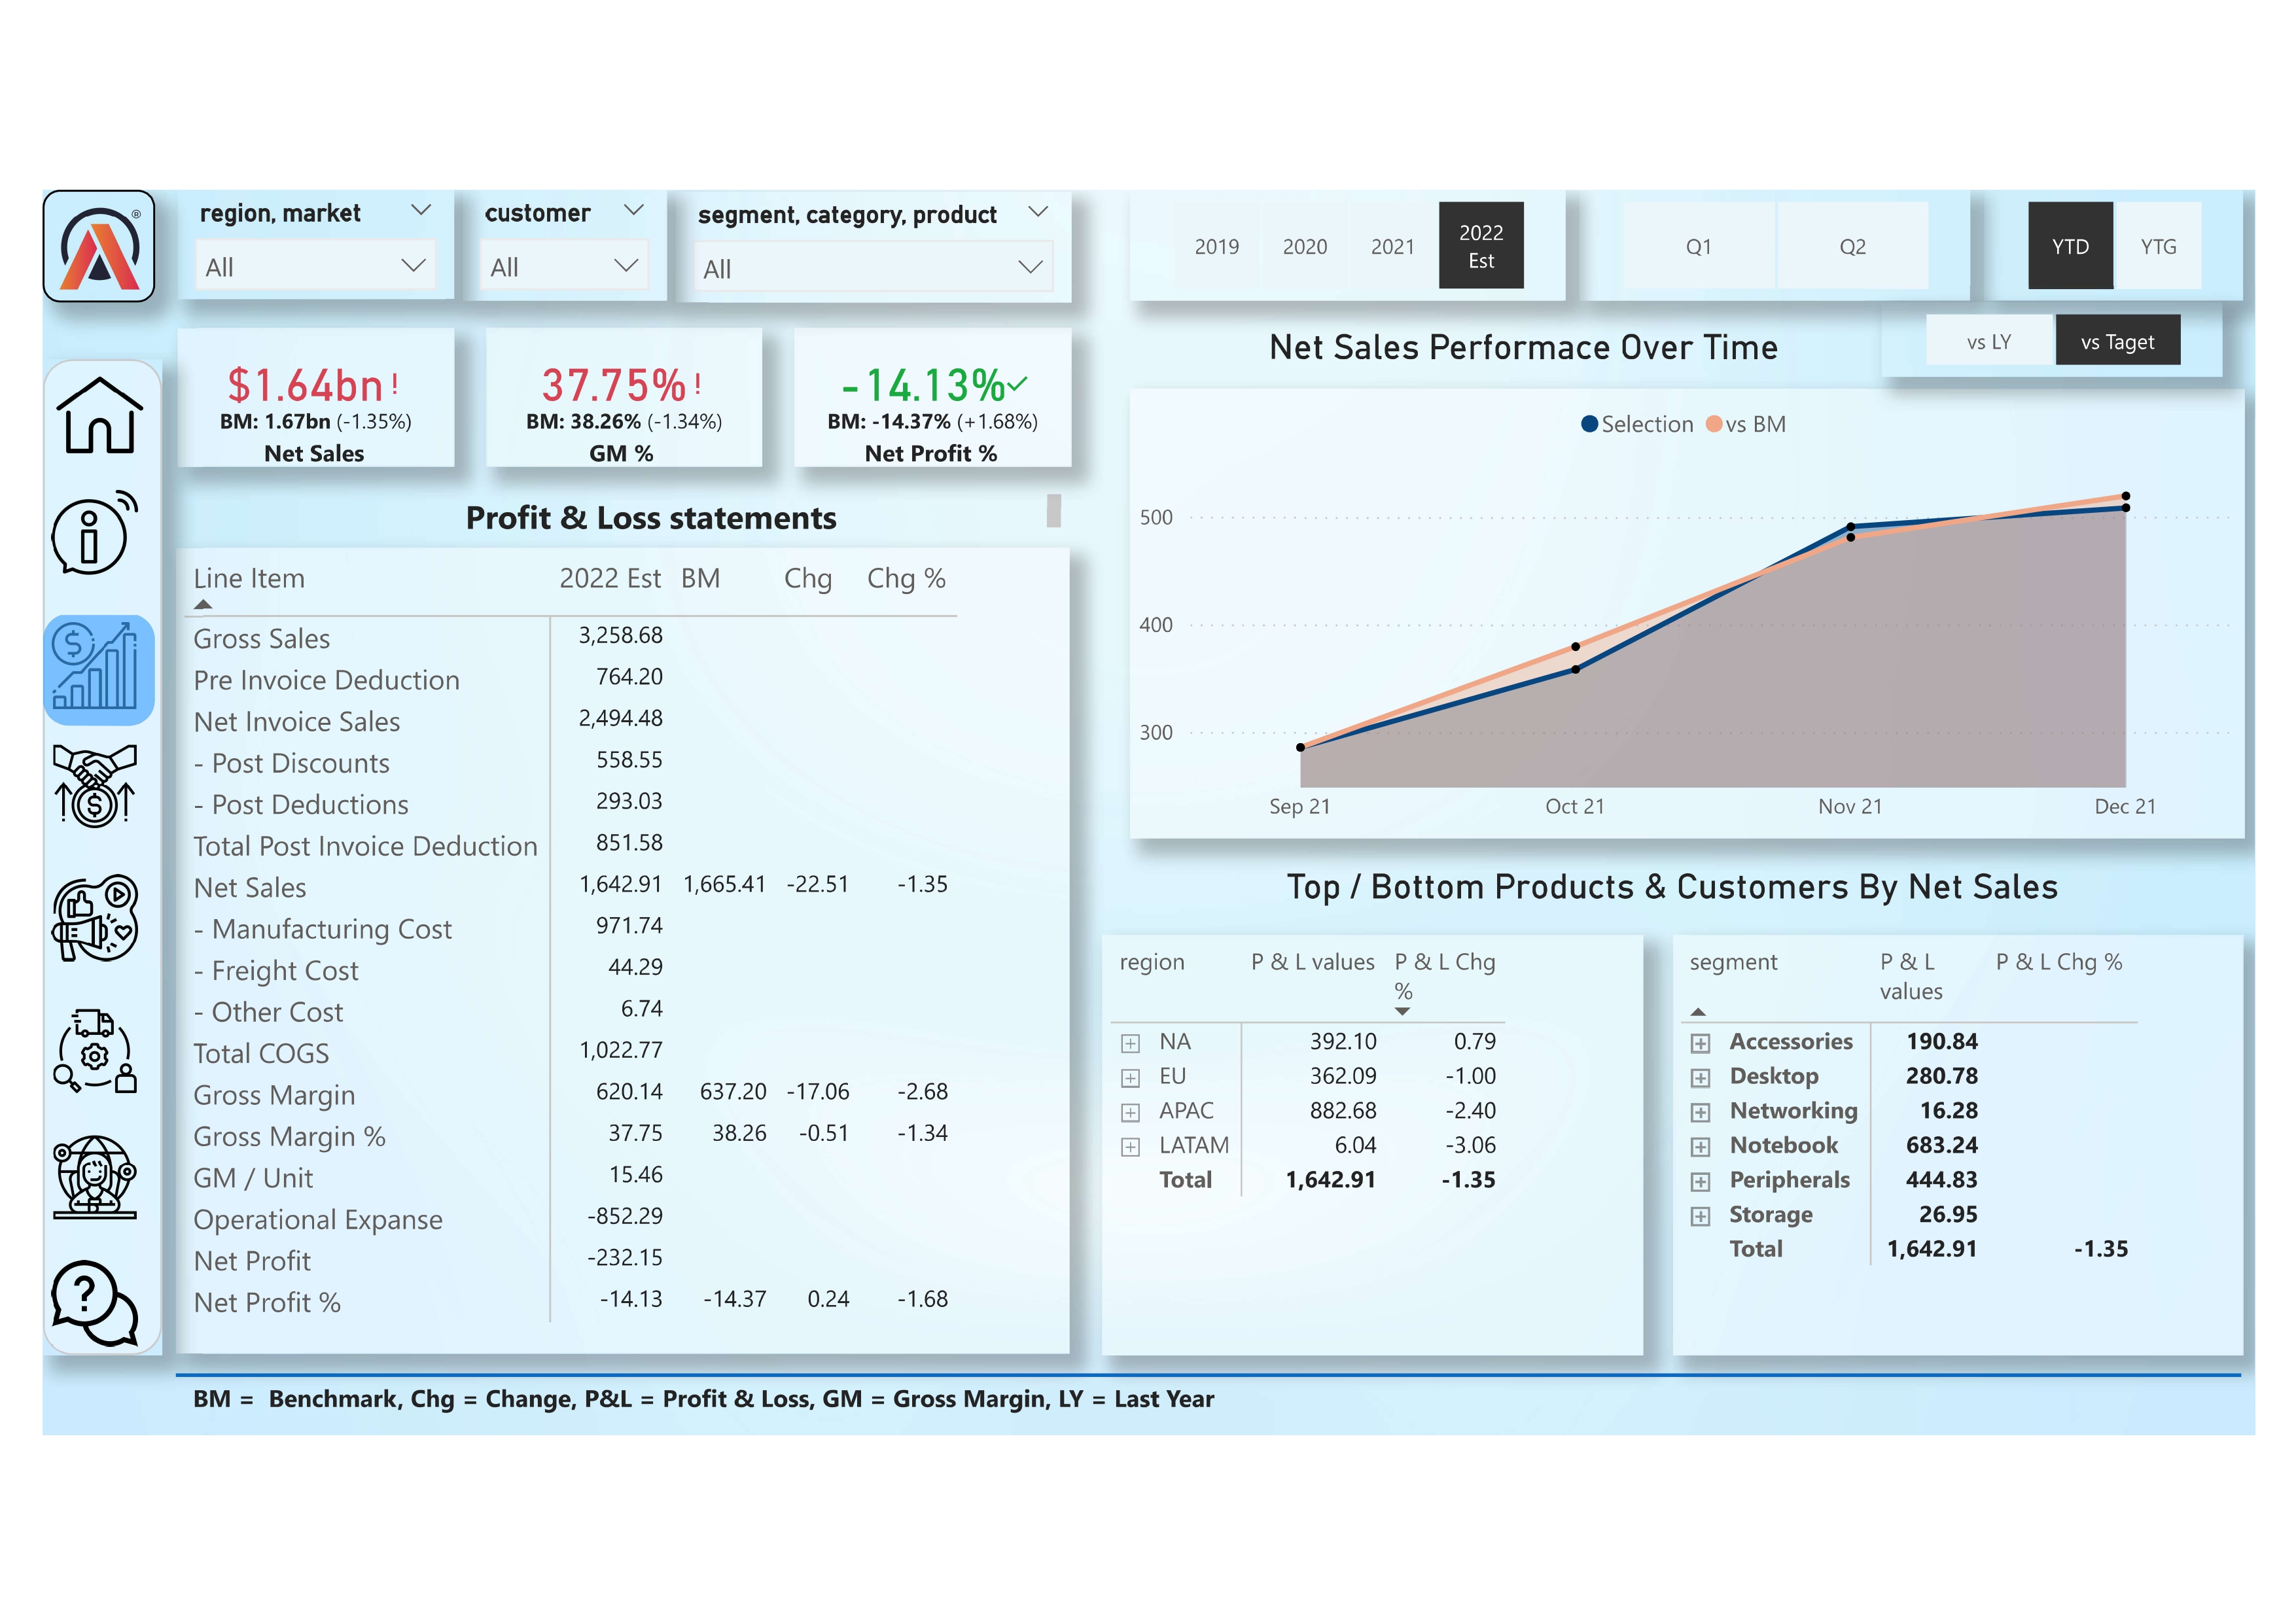 region, market
All
customer
All
segment, category, product
All
2019 2020 2021 2022 Est
Q1 Q2
YTD YTG
vs LY vs Taget
$1.64bn!
BM: 1.67bn (-1.35%)
Net Sales
37.75%!
BM: 38.26% (-1.34%)
GM %
-14.13%
BM: -14.37% (+1.68%)
Net Profit %
Profit & Loss statements
Line Item 2022 Est BM Chg Chg %
Gross Sales 3,258.68
Pre Invoice Deduction 764.20
Net Invoice Sales 2,494.48
- Post Discounts 558.55
- Post Deductions 293.03
Total Post Invoice Deduction 851.58
Net Sales 1,642.91 1,665.41 -22.51 -1.35
- Manufacturing Cost 971.74
- Freight Cost 44.29
- Other Cost 6.74
Total COGS 1,022.77
Gross Margin 620.14 637.20 -17.06 -2.68
Gross Margin % 37.75 38.26 -0.51 -1.34
GM / Unit 15.46
Operational Expanse -852.29
Net Profit -232.15
Net Profit % -14.13 -14.37 0.24 -1.68
Net Sales Performace Over Time
Selection vs BM
500
400
300
Sep 21 Oct 21 Nov 21 Dec 21
Top / Bottom Products & Customers By Net Sales
region P & L values P & L Chg
%
NA 392.10 0.79
EU 362.09 -1.00
APAC 882.68 -2.40
LATAM 6.04 -3.06
Total 1,642.91 -1.35
segment P & L P & L Chg %
values
Accessories 190.84
Desktop 280.78
Networking 16.28
Notebook 683.24
Peripherals 444.83
Storage 26.95
Total 1,642.91 -1.35
BM = Benchmark, Chg = Change, P&L = Profit & Loss, GM = Gross Margin, LY = Last Year